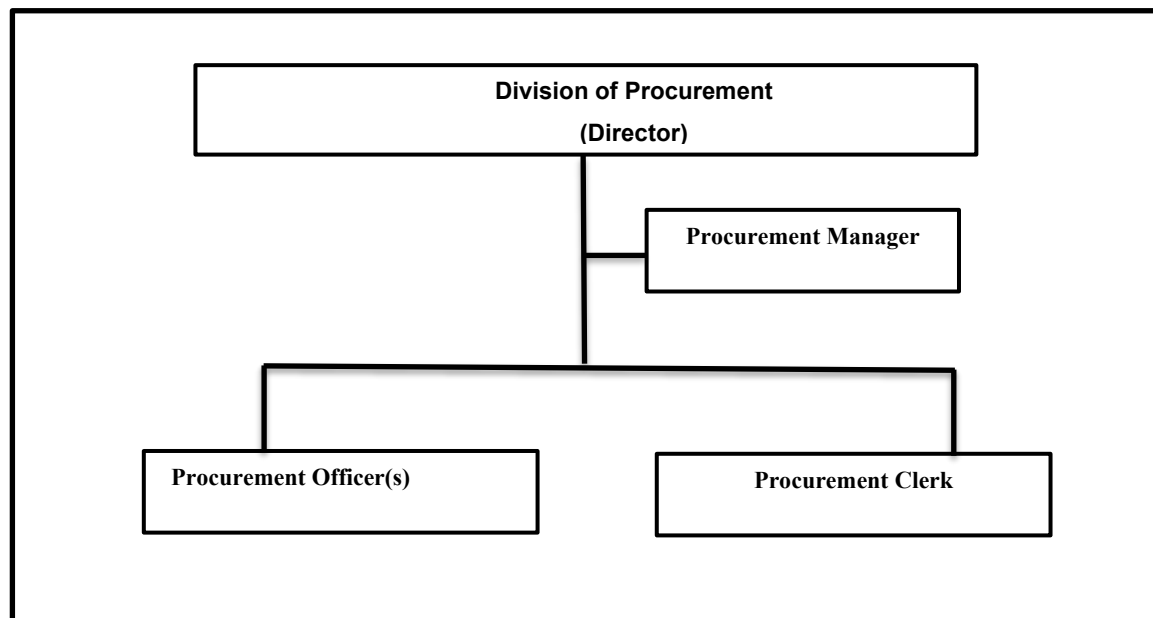 Division of Procurement
(Director)
Procurement Manager
Procurement Officer(s)
Procurement Clerk